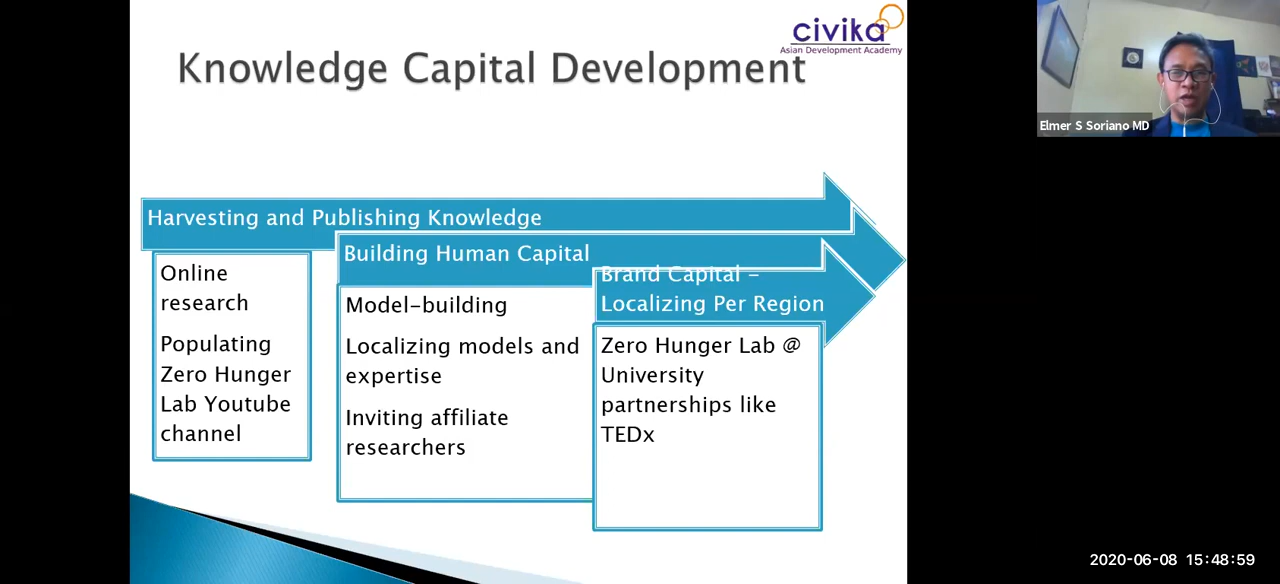 civika
Asian Development Academy
Knowledge Capital Development
Elmer S Soriano MD
Harvesting and Publishing Knowledge
Online
research
Populating
Zero Hunger
Lab Youtube
channel
Building Human Capital
Model-building
Localizing models and
expertise
Inviting affiliate
researchers
Brand Capital –
Localizing Per Region
Zero Hunger Lab @
University
partnerships like
TEDx
2020-06-08 15:48:59